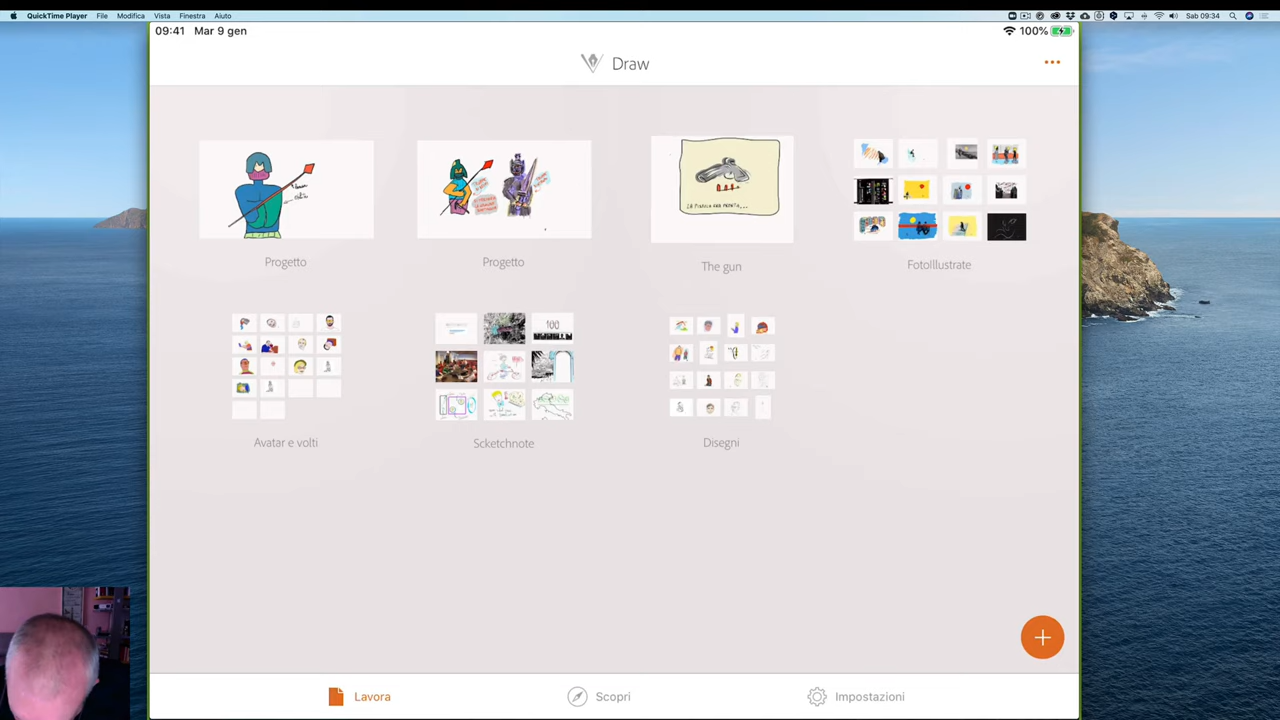 QuickTime Player File Modifica Vista Finestra Aiuto
Sab 09:34
09:41 Mar 9 gen
100%
Draw
Progetto
Progetto
The gun
FotoIllustrate
100
Avatar e volti
Scketchnote
Disegni
Lavora
Scopri
Impostazioni